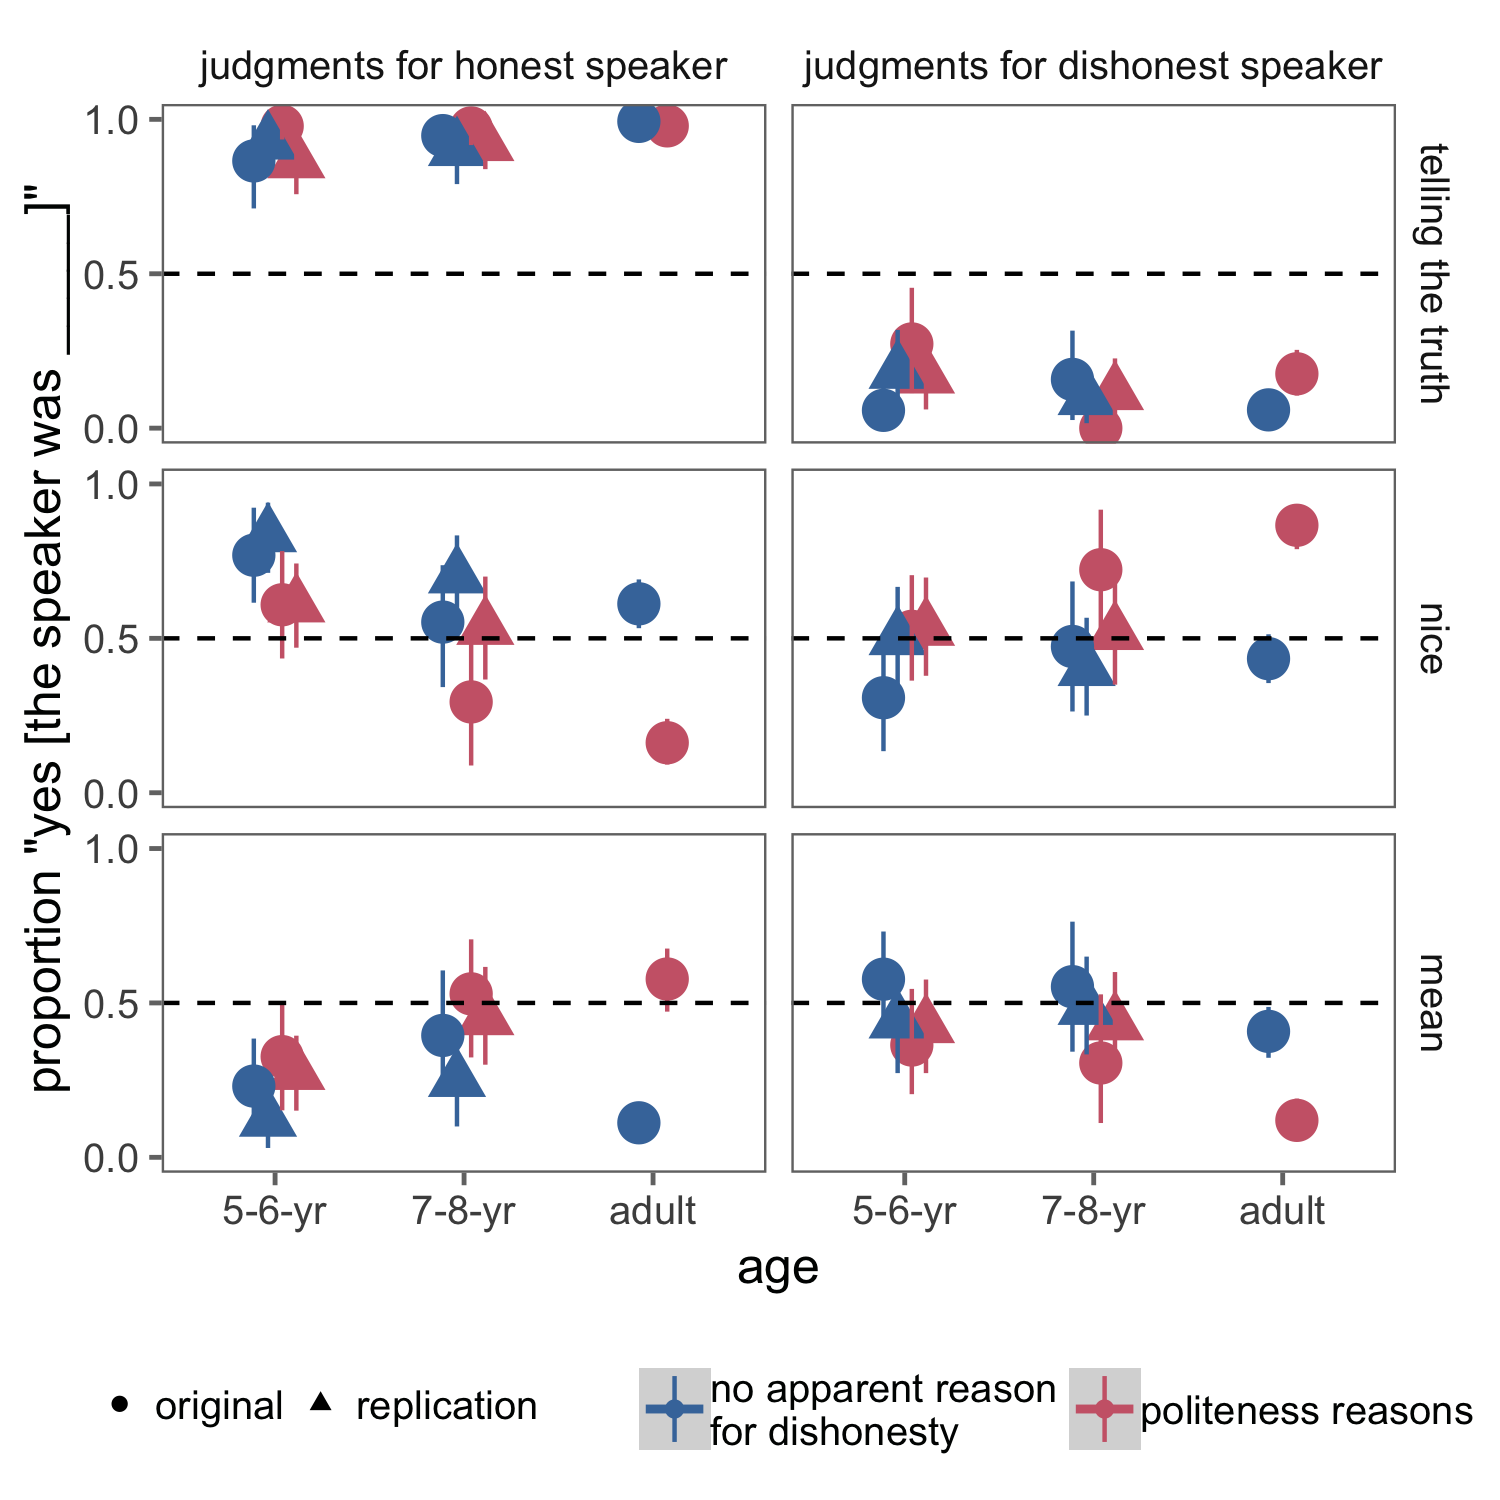 judgments for honest speaker
judgments for dishonest speaker
proportion "yes [the speaker was ______]"
1.0
0.5
0.0
telling the truth
1.0
0.5
0.0
nice
1.0
0.5
0.0
mean
5-6-yr
7-8-yr
adult
5-6-yr
7-8-yr
adult
age
original
replication
no apparent reason
for dishonesty
politeness reasons